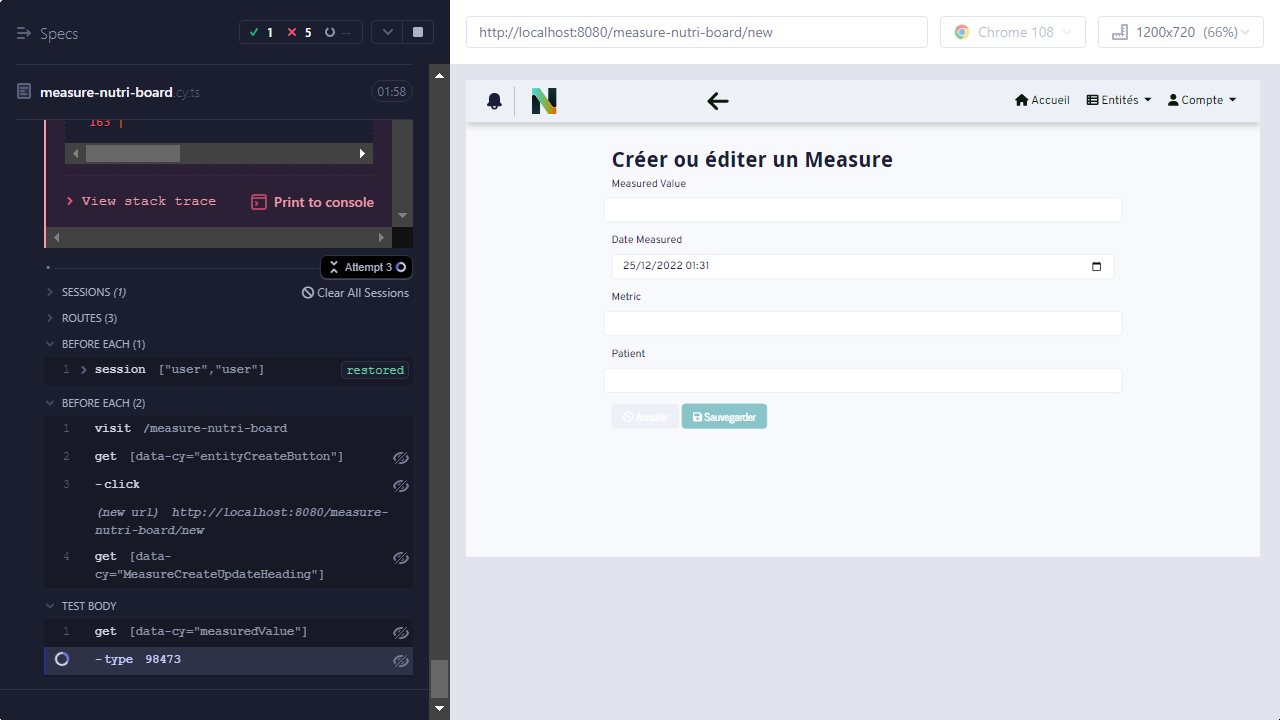 Specs
1
5
--
measure-nutri-board.cy.ts
01:58
163 |
View stack trace
Print to console
Attempt 3
SESSIONS (1)
Clear All Sessions
ROUTES (3)
BEFORE EACH (1)
1 session ["user","user"] restored
BEFORE EACH (2)
1 visit /measure-nutri-board
2 get [data-cy="entityCreateButton"]
3 -click
(new url) http://localhost:8080/measure-
nutri-board/new
4 get [data-
cy="MeasureCreateUpdateHeading"]
TEST BODY
1 get [data-cy="measuredValue"]
-type 98473
http://localhost:8080/measure-nutri-board/new
Chrome 108
1200x720 (66%)
N
Accueil
Entités
Compte
Créer ou éditer un Measure
Measured Value
Date Measured
25/12/2022 01:31
Metric
Patient
Annuler
Sauvegarder